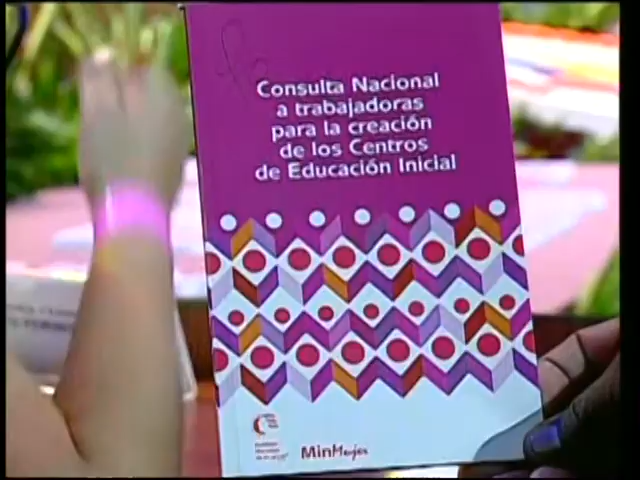 Consulta Nacional
a trabajadoras
para la creación
de los Centros
de Educación Inicial
MinMujer